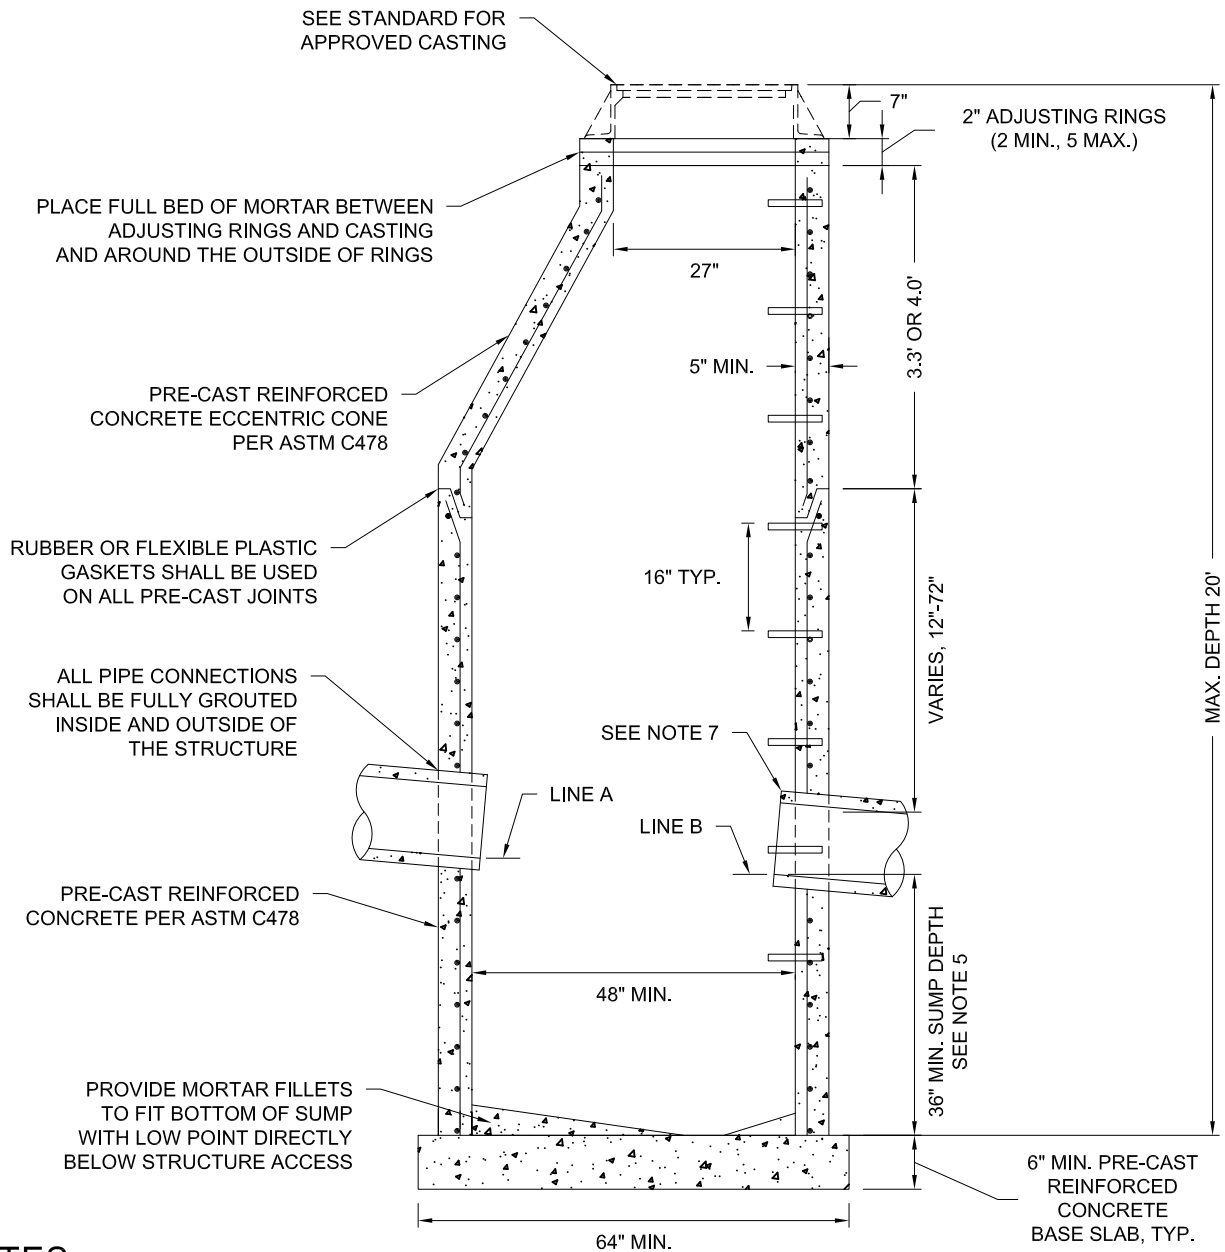 SEE STANDARD FOR
APPROVED CASTING
7"
2" ADJUSTING RINGS
(2 MIN., 5 MAX.)
PLACE FULL BED OF MORTAR BETWEEN
ADJUSTING RINGS AND CASTING
AND AROUND THE OUTSIDE OF RINGS
27"
3.3' OR 4.0'
5" MIN.
PRE-CAST REINFORCED
CONCRETE ECCENTRIC CONE
PER ASTM C478
RUBBER OR FLEXIBLE PLASTIC
GASKETS SHALL BE USED
ON ALL PRE-CAST JOINTS
16" TYP.
VARIES, 12"-72"
MAX. DEPTH 20'
ALL PIPE CONNECTIONS
SHALL BE FULLY GROUTED
INSIDE AND OUTSIDE OF
THE STRUCTURE
SEE NOTE 7
LINE A
LINE B
PRE-CAST REINFORCED
CONCRETE PER ASTM C478
36" MIN. SUMP DEPTH
SEE NOTE 5
48" MIN.
PROVIDE MORTAR FILLETS
TO FIT BOTTOM OF SUMP
WITH LOW POINT DIRECTLY
BELOW STRUCTURE ACCESS
6" MIN. PRE-CAST
REINFORCED
CONCRETE
BASE SLAB, TYP.
64" MIN.